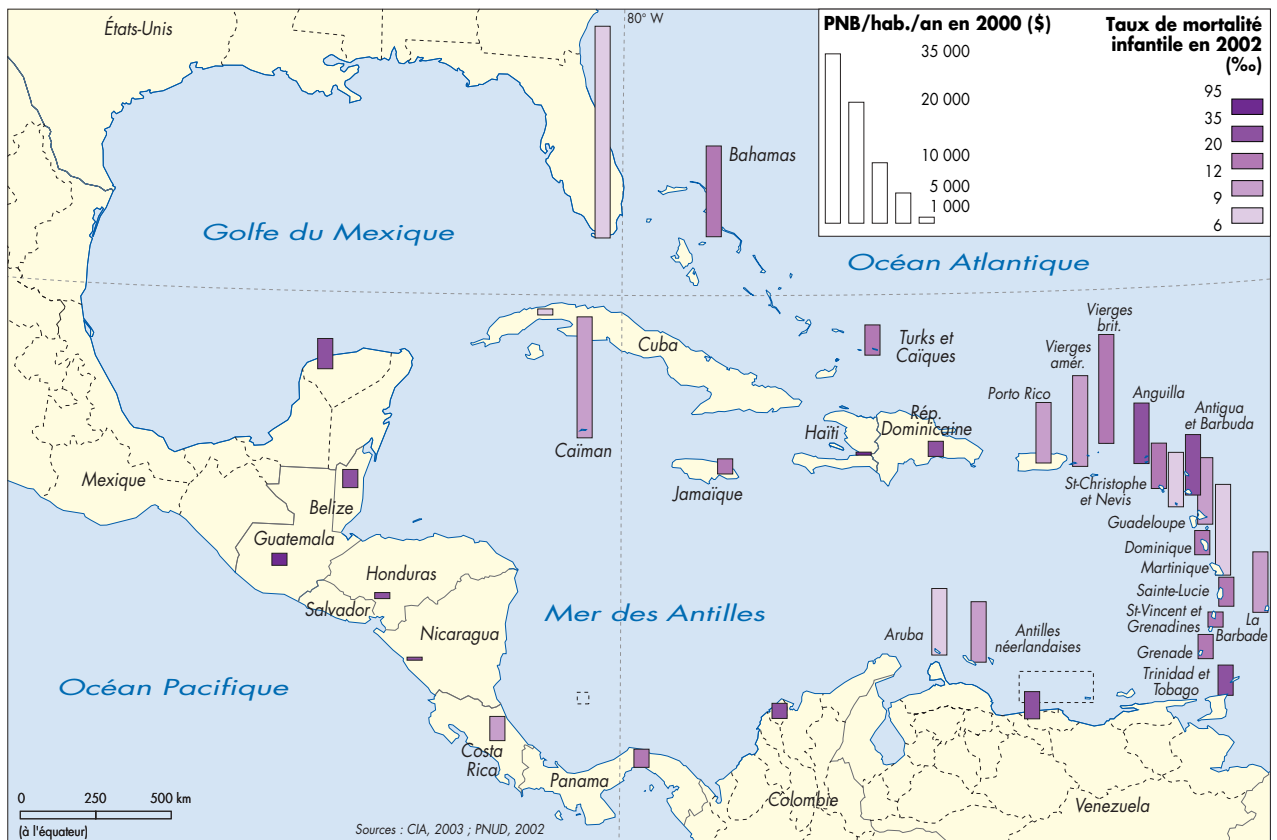 États-Unis
80° W
PNB/hab./an en 2000 ($)
35 000
20 000
10 000
5 000
1 000
Taux de mortalité
infantile en 2002
(‰)
95
35
20
12
9
6
Bahamas
Golfe du Mexique
Océan Atlantique
Vierges
brit.
Turks et
Caïques
Cuba
Vierges
amér.
Porto Rico
Anguilla
Antigua
et Barbuda
Rép.
Dominicaine
Haïti
Caïman
Mexique
Jamaïque
St-Christophe
et Nevis
Belize
Guadeloupe
Guatemala
Dominique
Martinique
Honduras
Sainte-Lucie
Salvador
Mer des Antilles
St-Vincent et
Grenadines
La
Barbade
Nicaragua
Aruba
Antilles
néerlandaises
Grenade
Trinidad et
Tobago
Océan Pacifique
Costa
Rica
Panama
Colombie
Venezuela
0 250 500 km
(à l'équateur)
Sources : CIA, 2003 ; PNUD, 2002